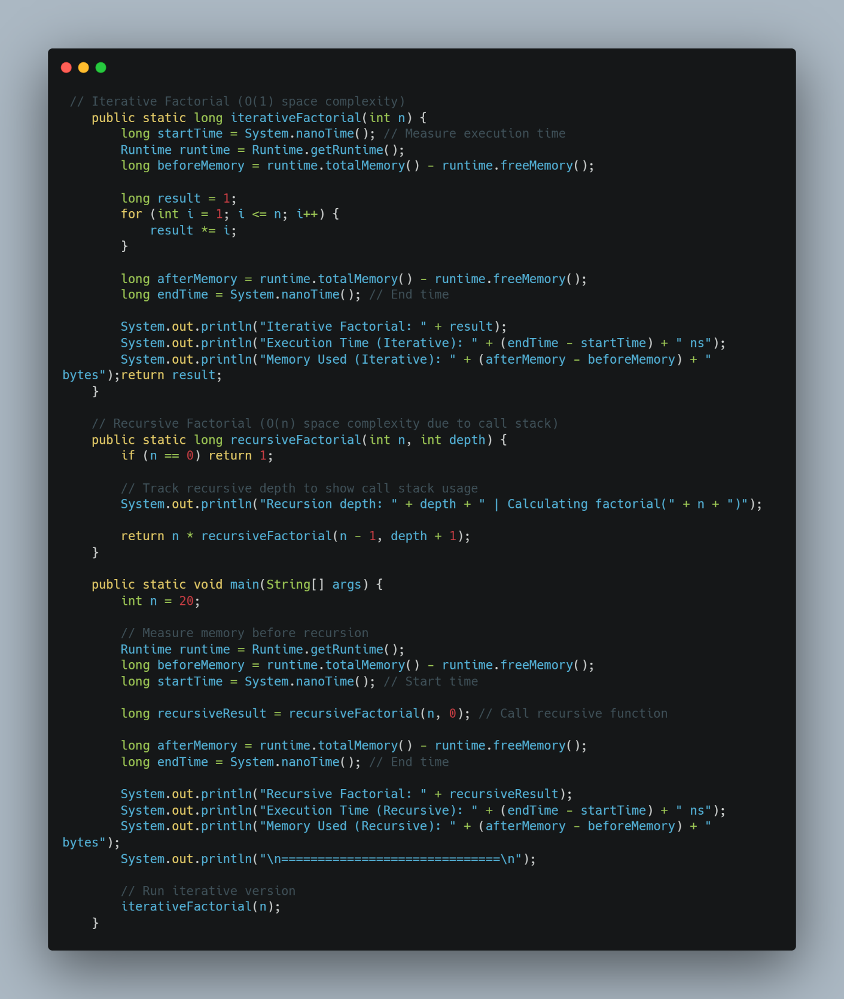 // Iterative Factorial (O(1) space complexity)
    public static long iterativeFactorial(int n) {
        long startTime = System.nanoTime(); // Measure execution time
        Runtime runtime = Runtime.getRuntime();
        long beforeMemory = runtime.totalMemory() - runtime.freeMemory();

        long result = 1;
        for (int i = 1; i <= n; i++) {
            result *= i;
        }

        long afterMemory = runtime.totalMemory() - runtime.freeMemory();
        long endTime = System.nanoTime(); // End time

        System.out.println("Iterative Factorial: " + result);
        System.out.println("Execution Time (Iterative): " + (endTime - startTime) + " ns");
        System.out.println("Memory Used (Iterative): " + (afterMemory - beforeMemory) + "
bytes");return result;
    }

    // Recursive Factorial (O(n) space complexity due to call stack)
    public static long recursiveFactorial(int n, int depth) {
        if (n == 0) return 1;

        // Track recursive depth to show call stack usage
        System.out.println("Recursion depth: " + depth + " | Calculating factorial(" + n + ")");

        return n * recursiveFactorial(n - 1, depth + 1);
    }

    public static void main(String[] args) {
        int n = 20;

        // Measure memory before recursion
        Runtime runtime = Runtime.getRuntime();
        long beforeMemory = runtime.totalMemory() - runtime.freeMemory();
        long startTime = System.nanoTime(); // Start time

        long recursiveResult = recursiveFactorial(n, 0); // Call recursive function

        long afterMemory = runtime.totalMemory() - runtime.freeMemory();
        long endTime = System.nanoTime(); // End time

        System.out.println("Recursive Factorial: " + recursiveResult);
        System.out.println("Execution Time (Recursive): " + (endTime - startTime) + " ns");
        System.out.println("Memory Used (Recursive): " + (afterMemory - beforeMemory) + "
bytes");
        System.out.println("\n==============================\n");

        // Run iterative version
        iterativeFactorial(n);
    }